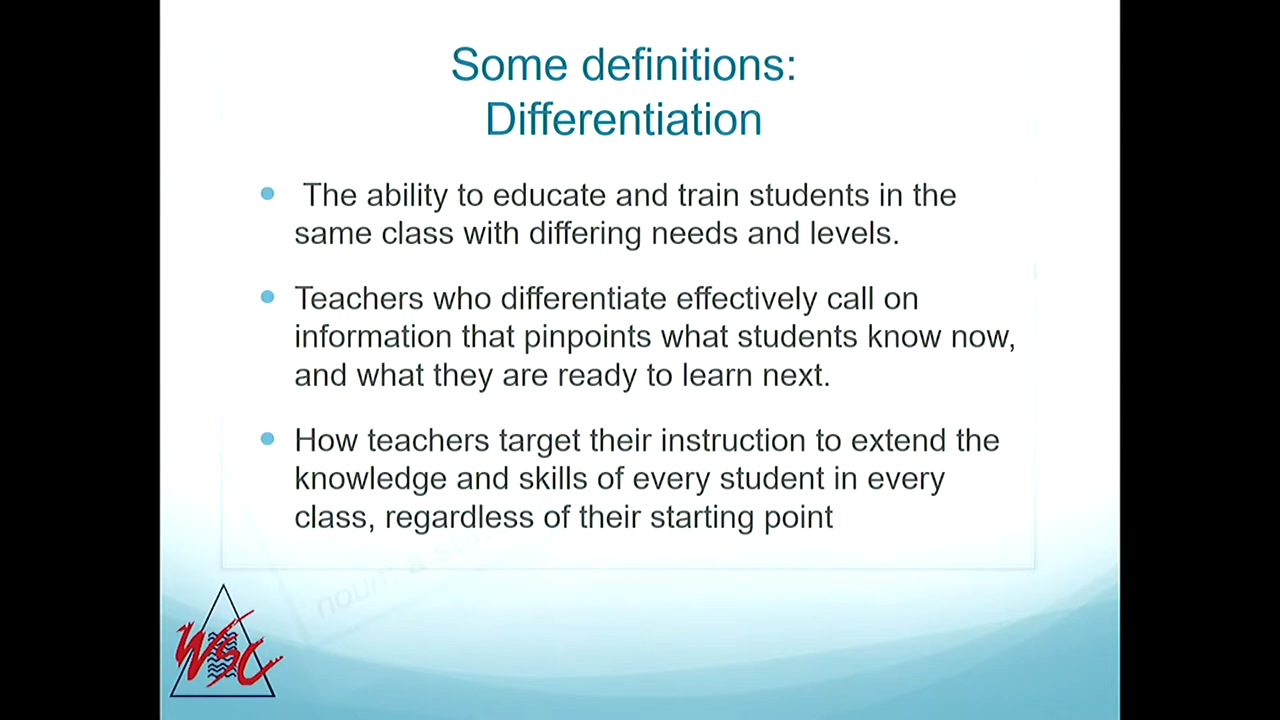 Some definitions:
Differentiation
The ability to educate and train students in the
same class with differing needs and levels.
Teachers who differentiate effectively call on
information that pinpoints what students know now,
and what they are ready to learn next.
How teachers target their instruction to extend the
knowledge and skills of every student in every
class, regardless of their starting point
noun: a
WSC